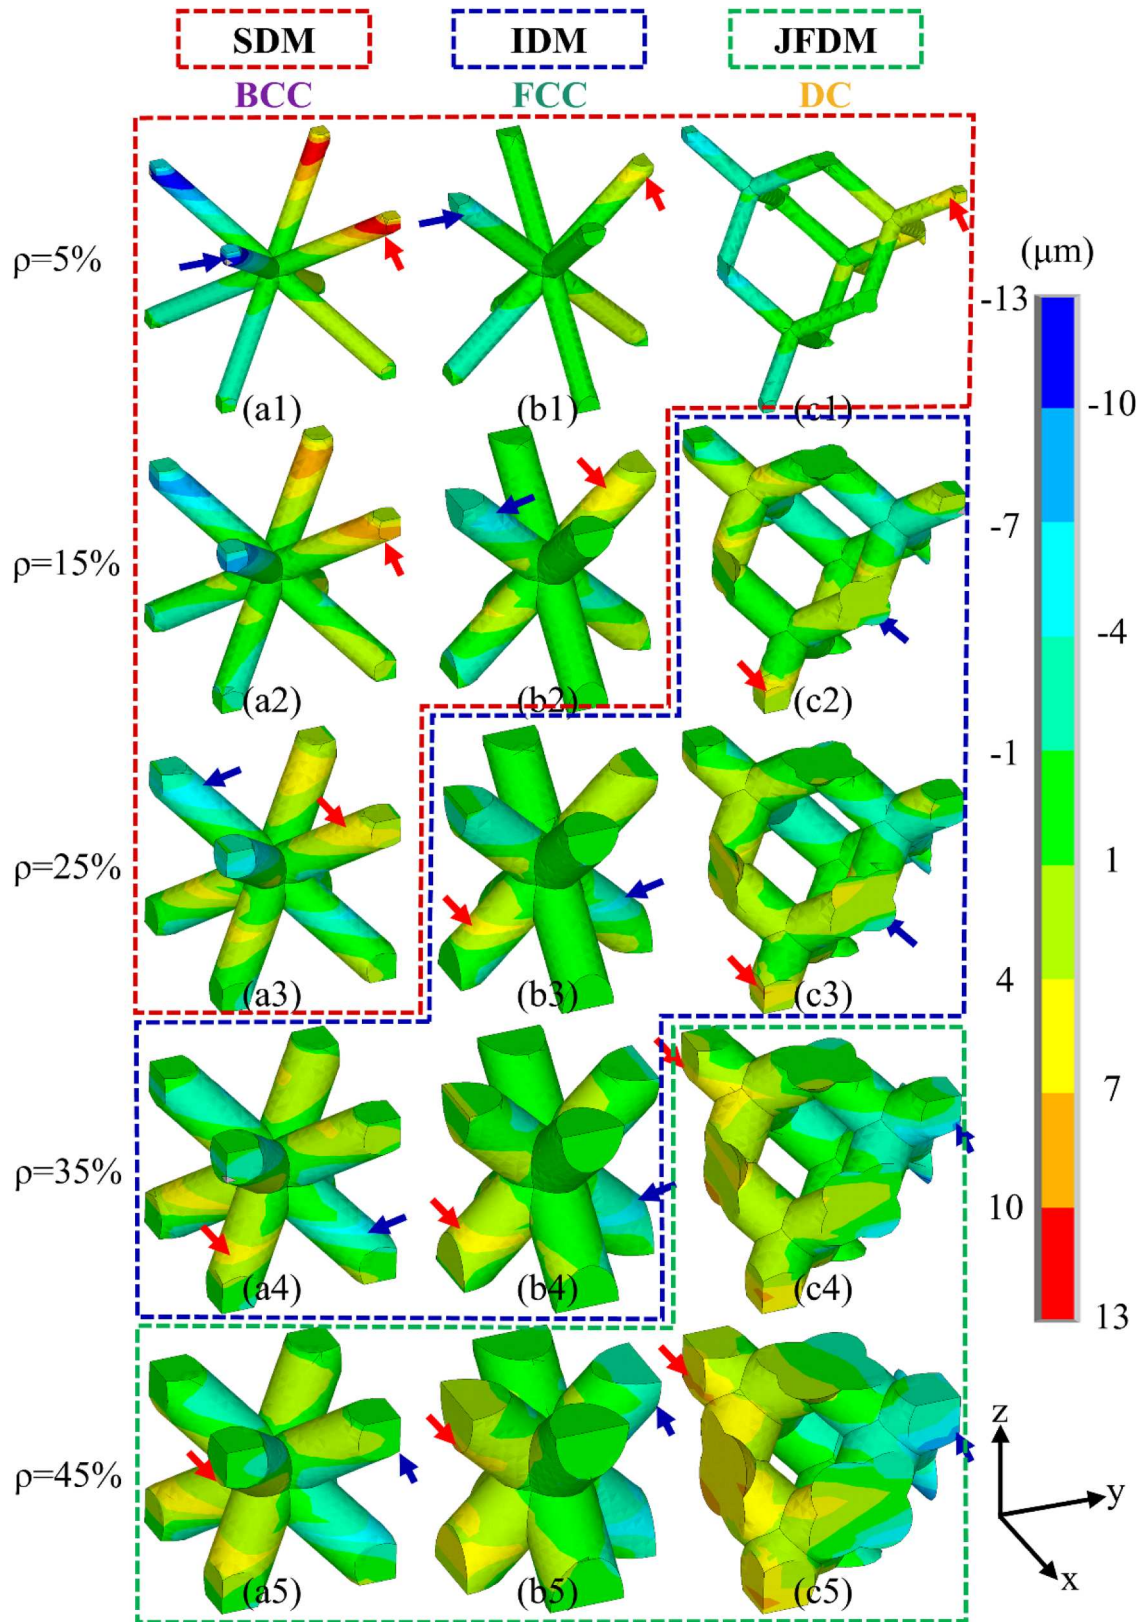 SDM IDM JFDM
BCC FCC DC
ρ=5%
(a1) (b1) (c1)
ρ=15%
(a2) (b2) (c2)
ρ=25%
(a3) (b3) (c3)
ρ=35%
(a4) (b4) (c4)
ρ=45%
(a5) (b5) (c5)
(μm)
-13
-10
-7
-4
-1
1
4
7
10
13
z
y
x